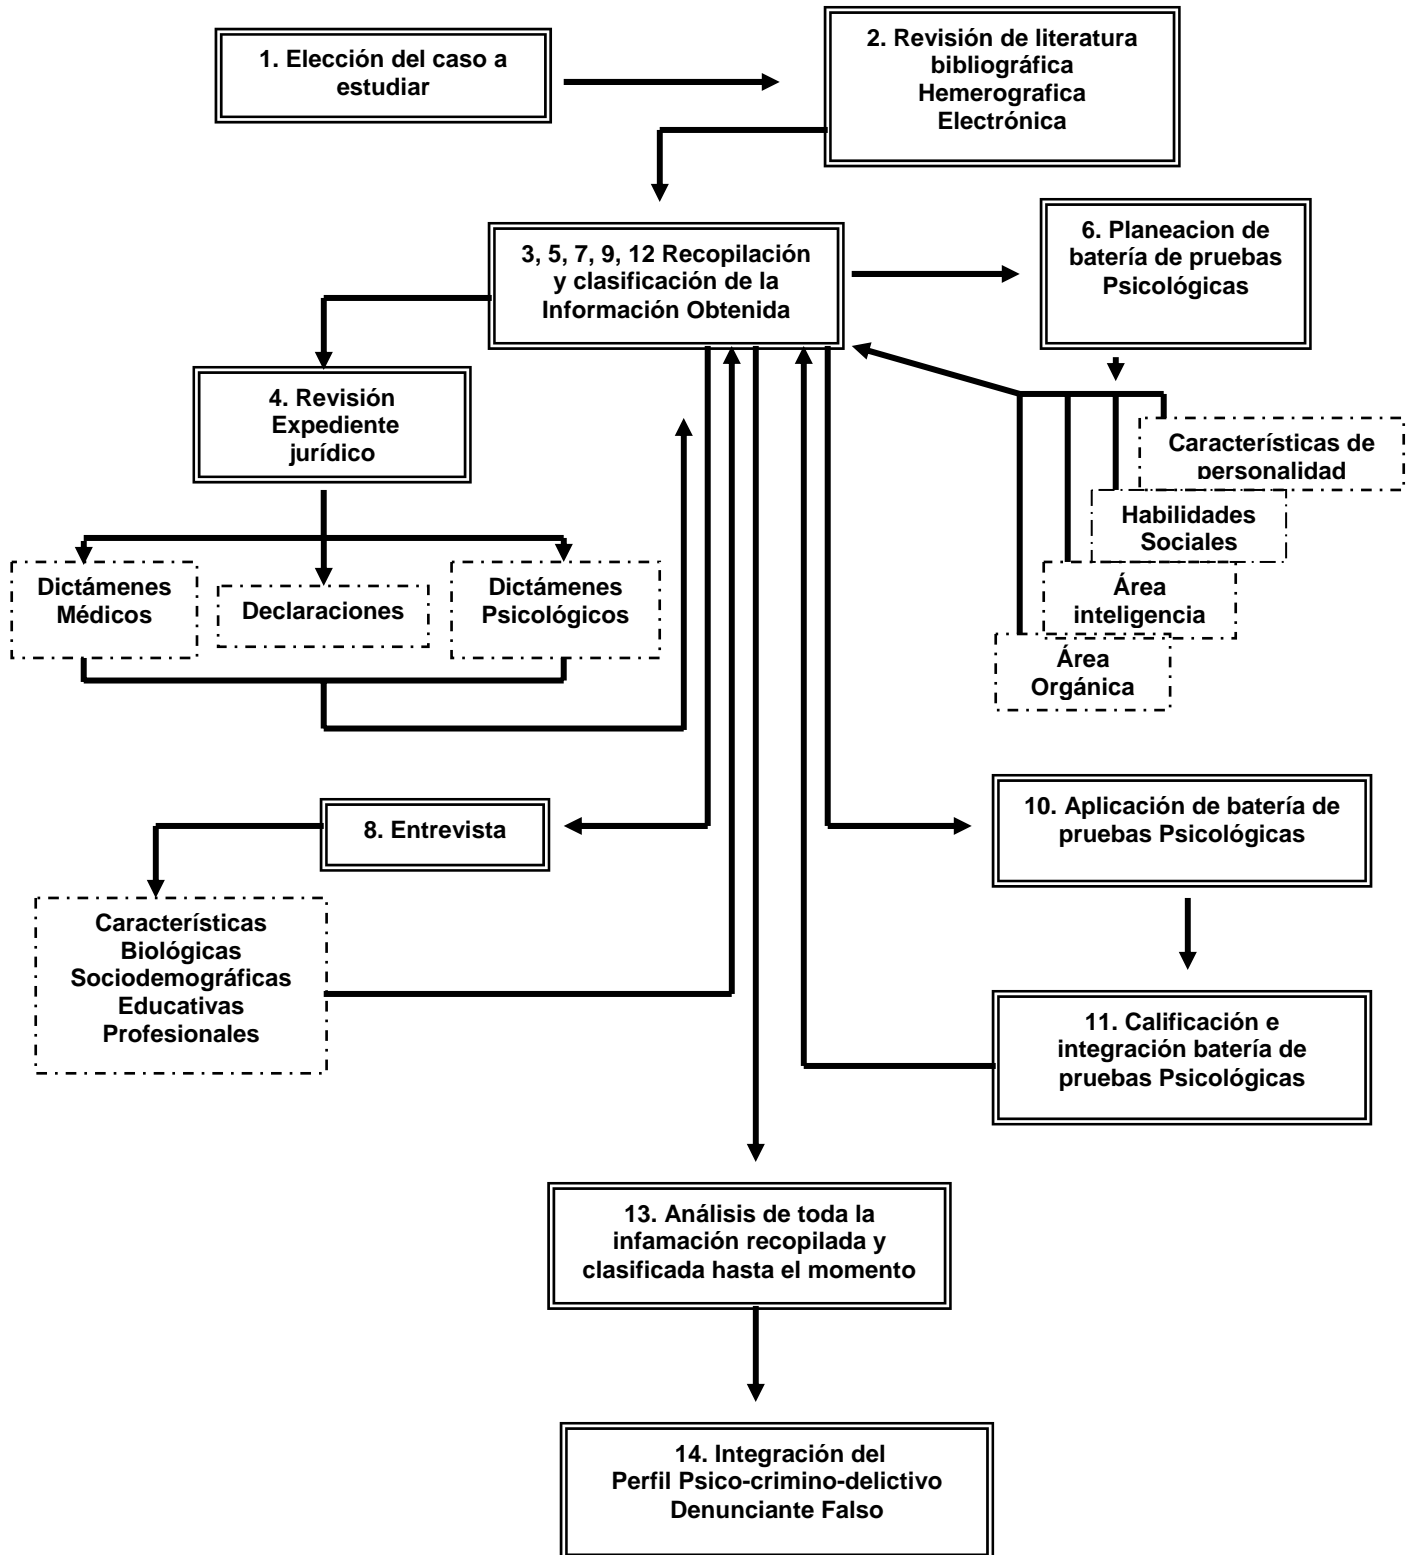 1. Elección del caso a
estudiar
2. Revisión de literatura
bibliográfica
Hemerografica
Electrónica
3, 5, 7, 9, 12 Recopilación
y clasificación de la
Información Obtenida
6. Planeacion de
batería de pruebas
Psicológicas
4. Revisión
Expediente
jurídico
Características de
personalidad
Habilidades
Sociales
Área
inteligencia
Área
Orgánica
Dictámenes
Médicos
Declaraciones
Dictámenes
Psicológicos
8. Entrevista
10. Aplicación de batería de
pruebas Psicológicas
Características
Biológicas
Sociodemográficas
Educativas
Profesionales
11. Calificación e
integración batería de
pruebas Psicológicas
13. Análisis de toda la
infamación recopilada y
clasificada hasta el momento
14. Integración del
Perfil Psico-crimino-delictivo
Denunciante Falso